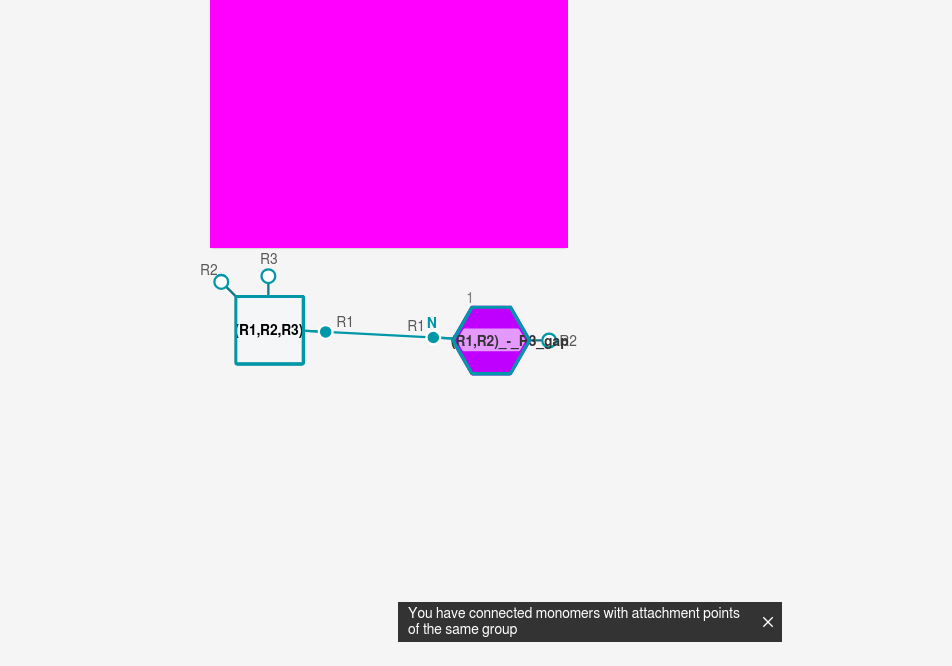 R3
R2
1
R1
R1 N
(R1,R2,R3)
(R1,R2)_-_R3_gap
R2
You have connected monomers with attachment points
of the same group